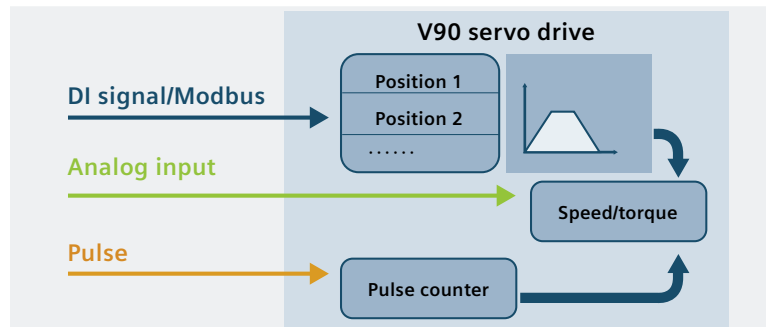 V90 servo drive
DI signal/Modbus
Position 1
Position 2
......
Analog input
Speed/torque
Pulse
Pulse counter